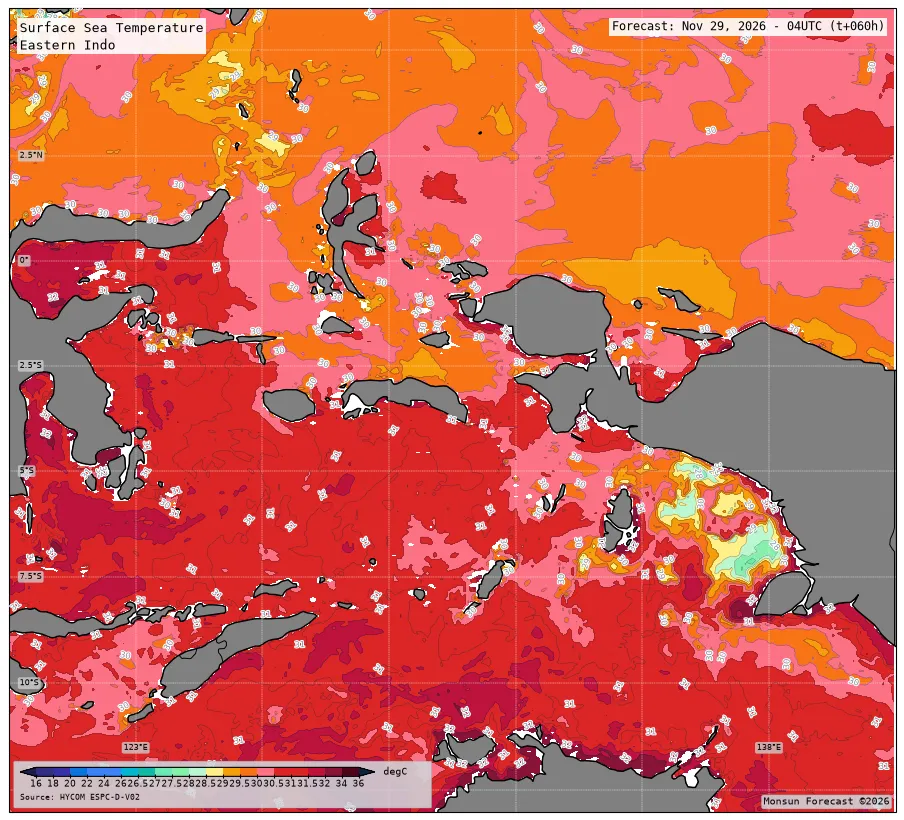 Surface Sea Temperature
Eastern Indo
Forecast: Nov 29, 2026 - 04UTC (t+060h)
2.5°N
0°
2.5°S
5°S
7.5°S
10°S
123°E
138°E
16 18 20 22 24 26 26.5 27 27.5 28 28.5 29 29.5 30 30.5 31 31.5 32 34 36 degC
Source: HYCOM ESPC-D-V02
Monsun Forecast ©2026